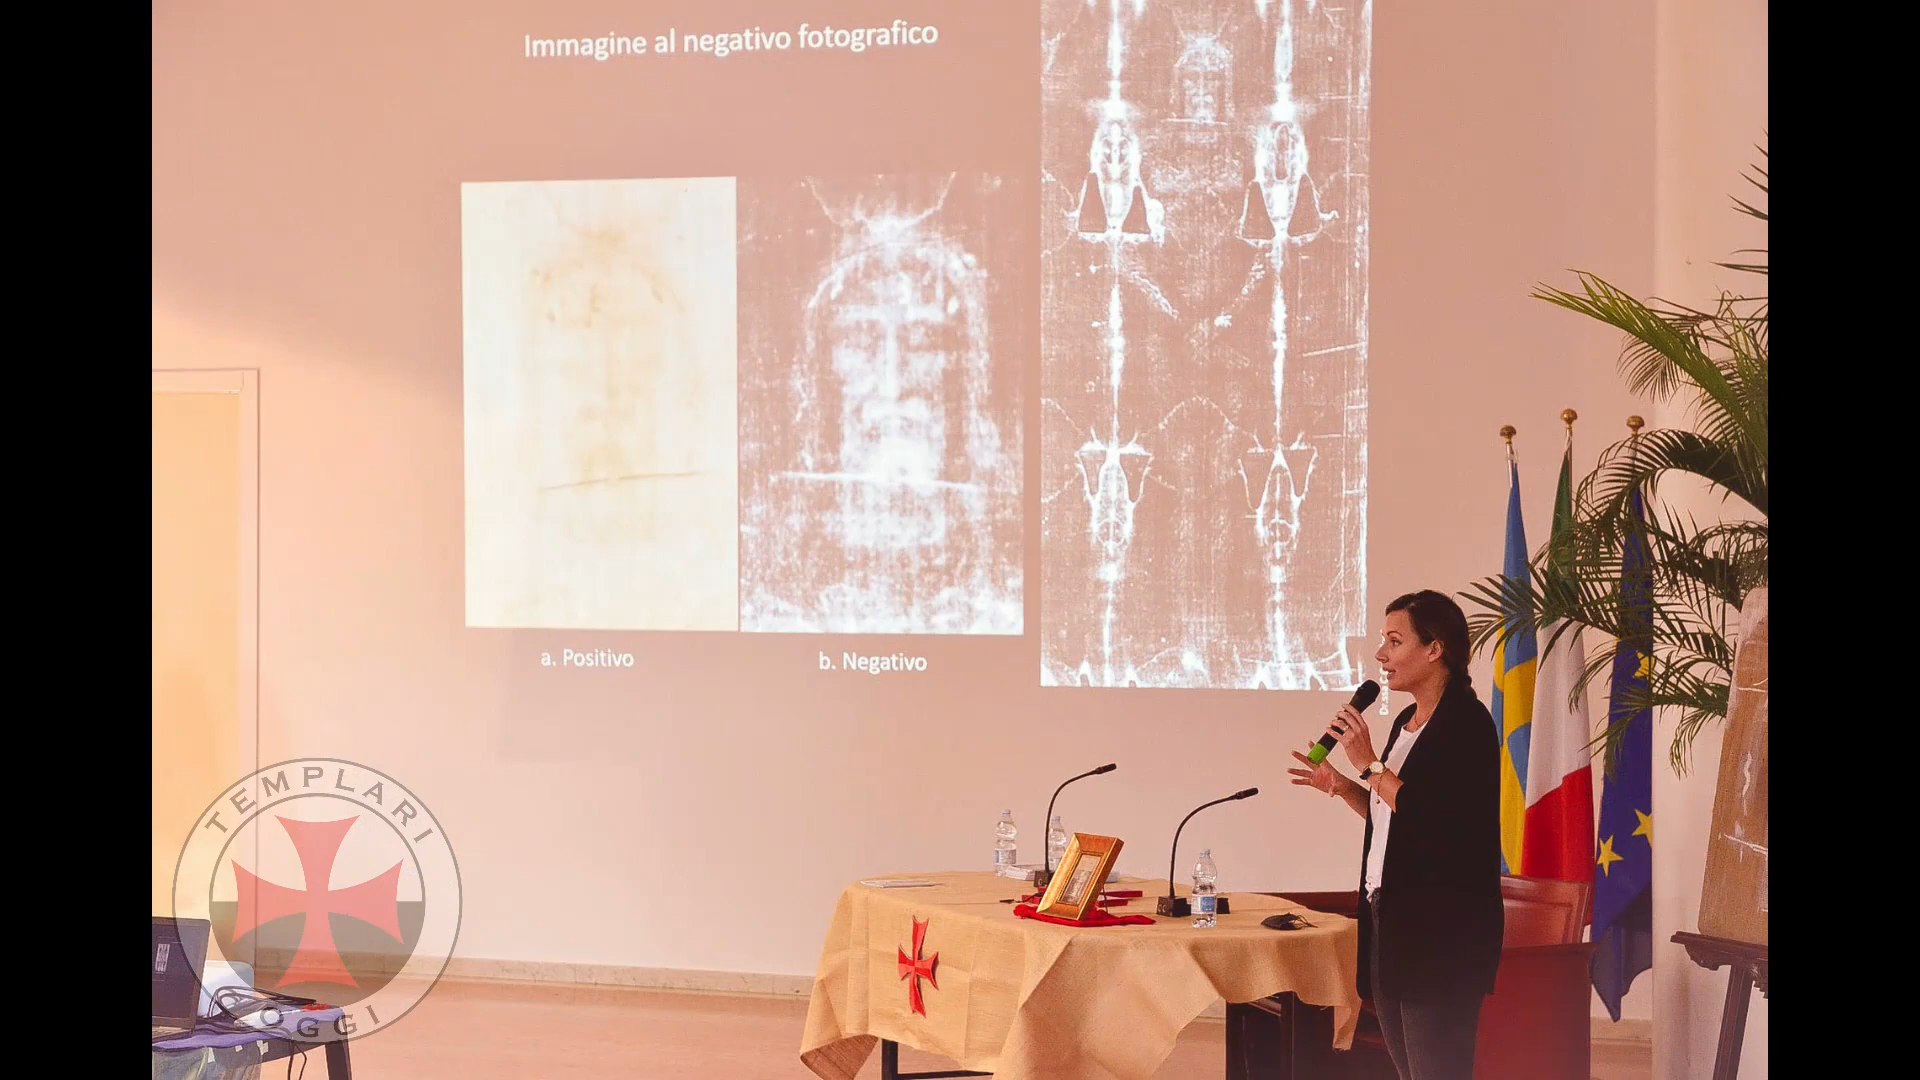 Immagine al negativo fotografico
a. Positivo
b. Negativo
TEMPLARI
OGGI